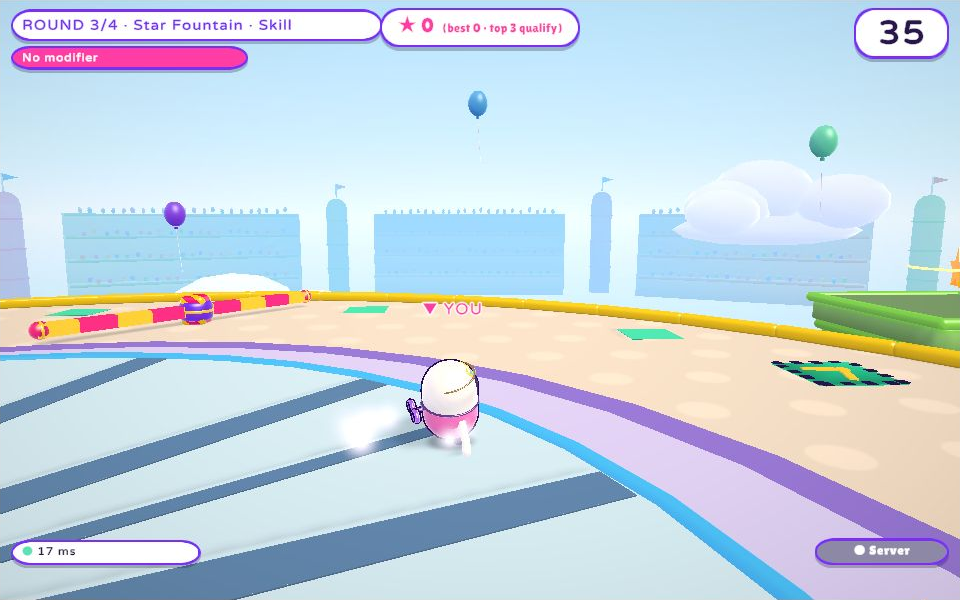 ROUND 3/4 · Star Fountain · Skill
★ 0 (best 0 · top 3 qualify)
35
No modifier
▼ YOU
17 ms
Server